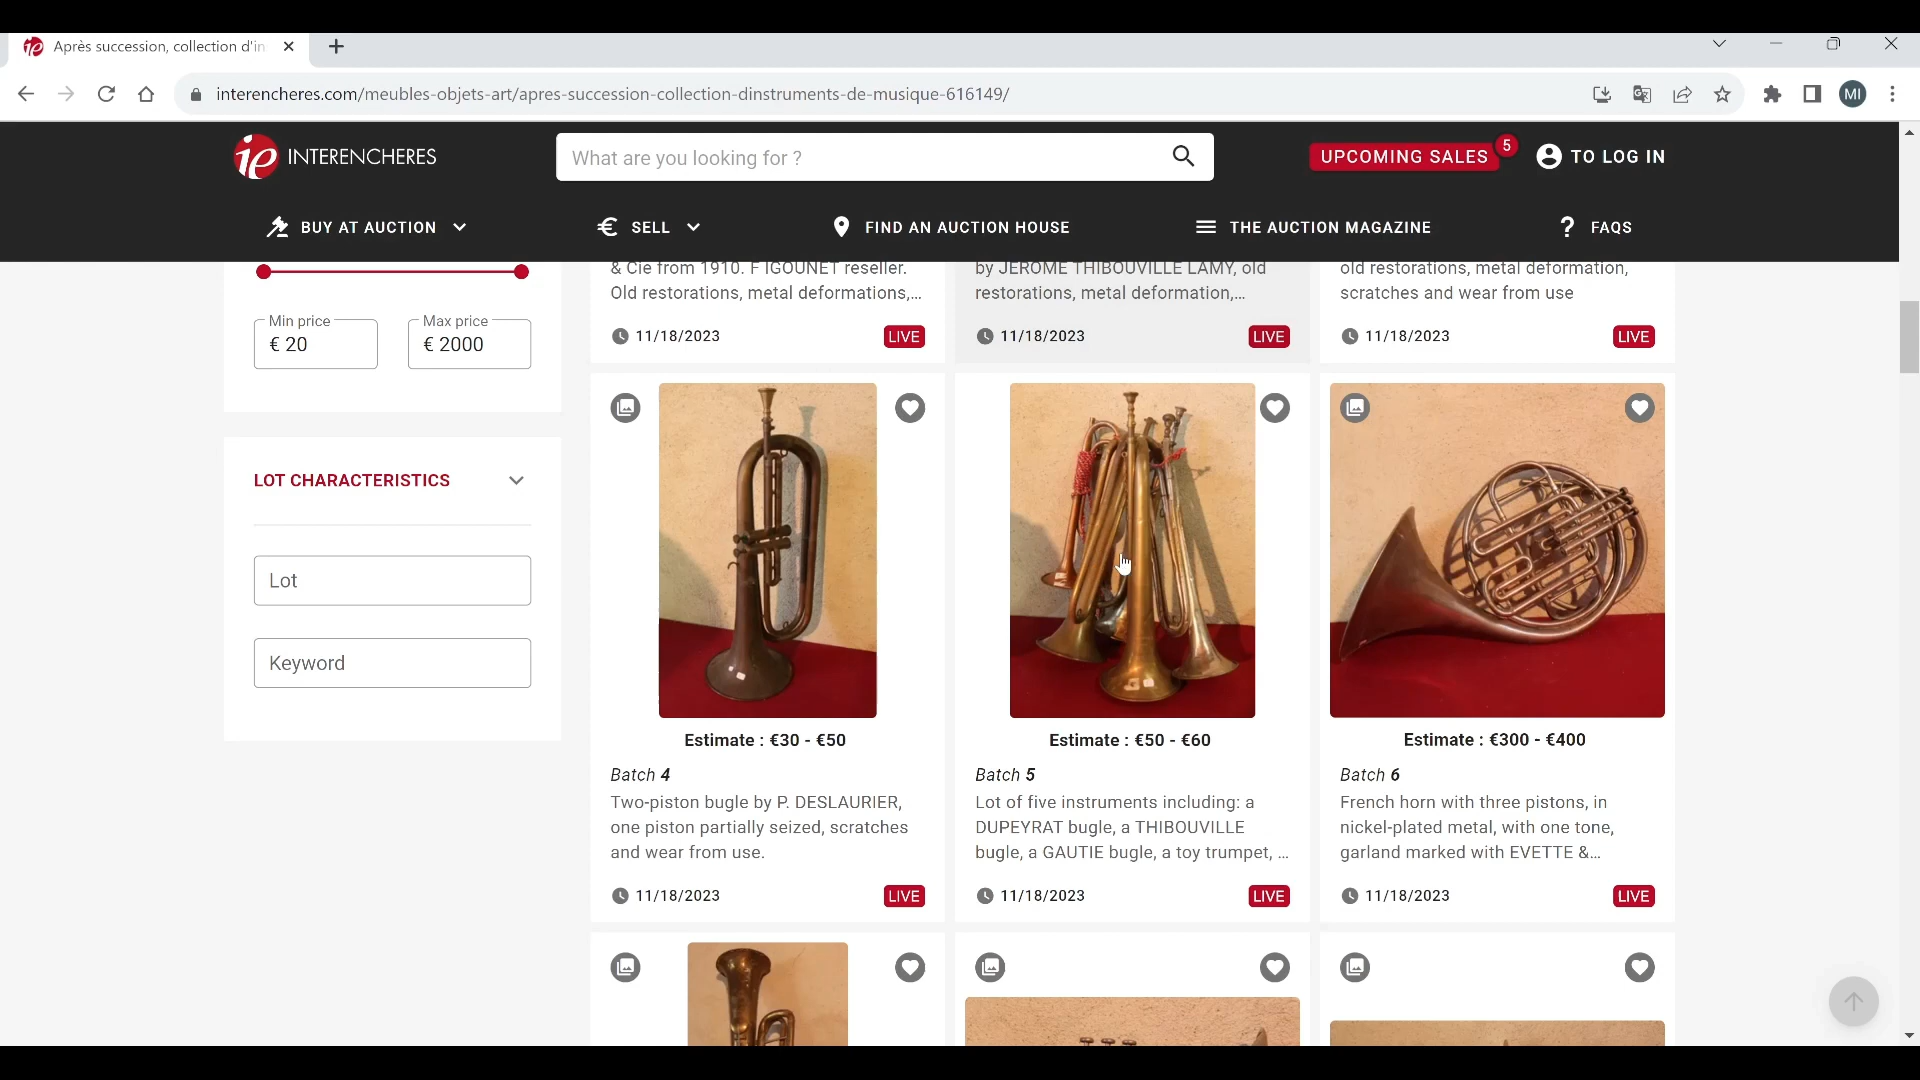 Après succession, collection d'in
interencheres.com/meubles-objets-art/apres-succession-collection-dinstruments-de-musique-616149/
MI
ie INTERENCHERES
What are you looking for ?
UPCOMING SALES 5
TO LOG IN
BUY AT AUCTION
SELL
FIND AN AUCTION HOUSE
THE AUCTION MAGAZINE
FAQS
Min price
€ 20
Max price
€ 2000
LOT CHARACTERISTICS
Lot
Keyword
& Cie from 1910. F IGOUNET reseller.
Old restorations, metal deformations,...
11/18/2023 LIVE
by JEROME THIBOUVILLE LAMY, old
restorations, metal deformation,...
11/18/2023 LIVE
old restorations, metal deformation,
scratches and wear from use
11/18/2023 LIVE
Estimate : €30 - €50
Batch 4
Two-piston bugle by P. DESLAURIER,
one piston partially seized, scratches
and wear from use.
11/18/2023 LIVE
Estimate : €50 - €60
Batch 5
Lot of five instruments including: a
DUPEYRAT bugle, a THIBOUVILLE
bugle, a GAUTIE bugle, a toy trumpet, ...
11/18/2023 LIVE
Estimate : €300 - €400
Batch 6
French horn with three pistons, in
nickel-plated metal, with one tone,
garland marked with EVETTE &...
11/18/2023 LIVE